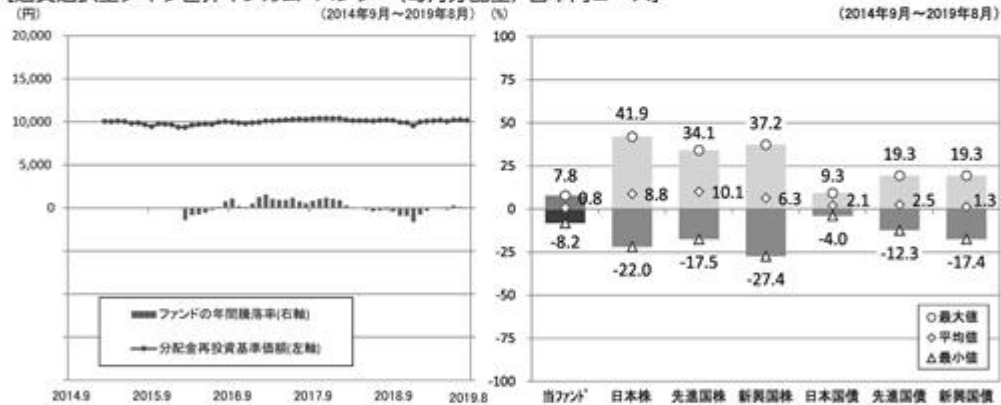 (円)
(2014年9月～2019年8月)
20,000
15,000
10,000
5,000
0
ファンドの年間騰落率(右軸)
分配金再投資基準価額(左軸)
2014.9 2015.9 2016.9 2017.9 2018.9 2019.8
(%)
(2014年9月～2019年8月)
100
75
50
25
0
-25
-50
-75
-100
7.8 41.9 34.1 37.2 9.3 19.3 19.3
0.8 8.8 10.1 6.3 2.1 2.5 1.3
-8.2 -22.0 -17.5 -27.4 -4.0 -12.3 -17.4
最大値
平均値
最小値
当ファンド 日本株 先進国株 新興国株 日本国債 先進国債 新興国債